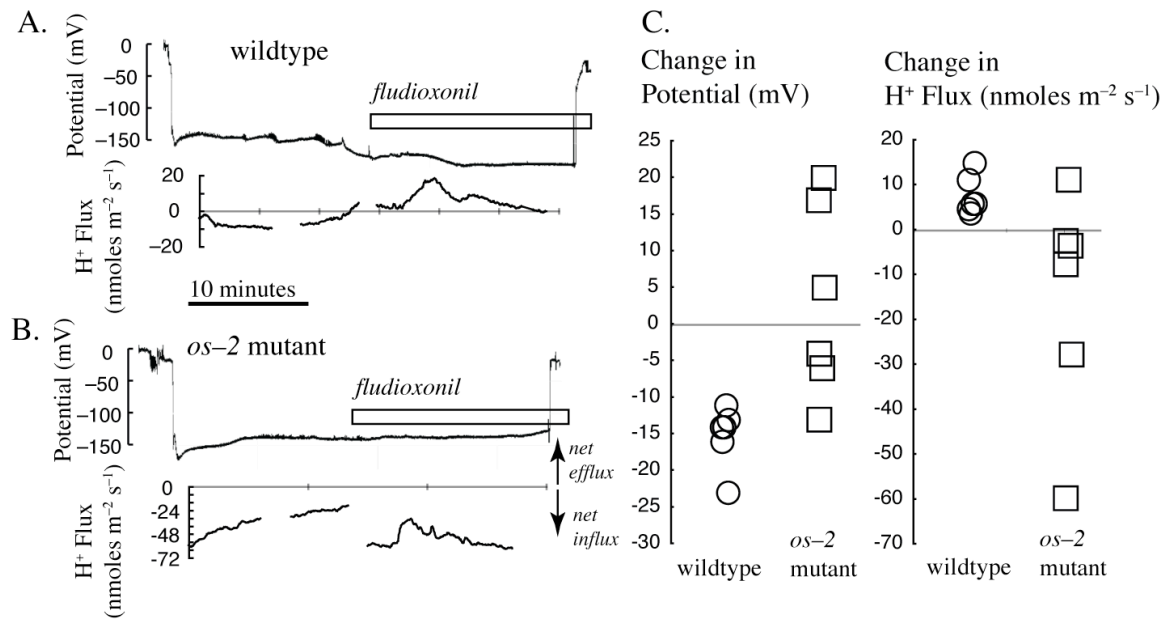 A.
wildtype
Potential (mV)
0
−50
−100
−150
fludioxonil
H⁺ Flux
(nmoles m⁻² s⁻¹)
20
0
−20
10 minutes
B.
os–2 mutant
Potential (mV)
0
−50
−100
−150
fludioxonil
net
efflux
net
influx
H⁺ Flux
(nmoles m⁻² s⁻¹)
0
-24
-48
-72
C.
Change in
Potential (mV)
25
20
15
10
5
0
-5
-10
-15
-20
-25
-30
wildtype
os–2
mutant
Change in
H⁺ Flux (nmoles m⁻² s⁻¹)
20
10
0
-10
-20
-30
-40
-50
-60
-70
wildtype
os–2
mutant